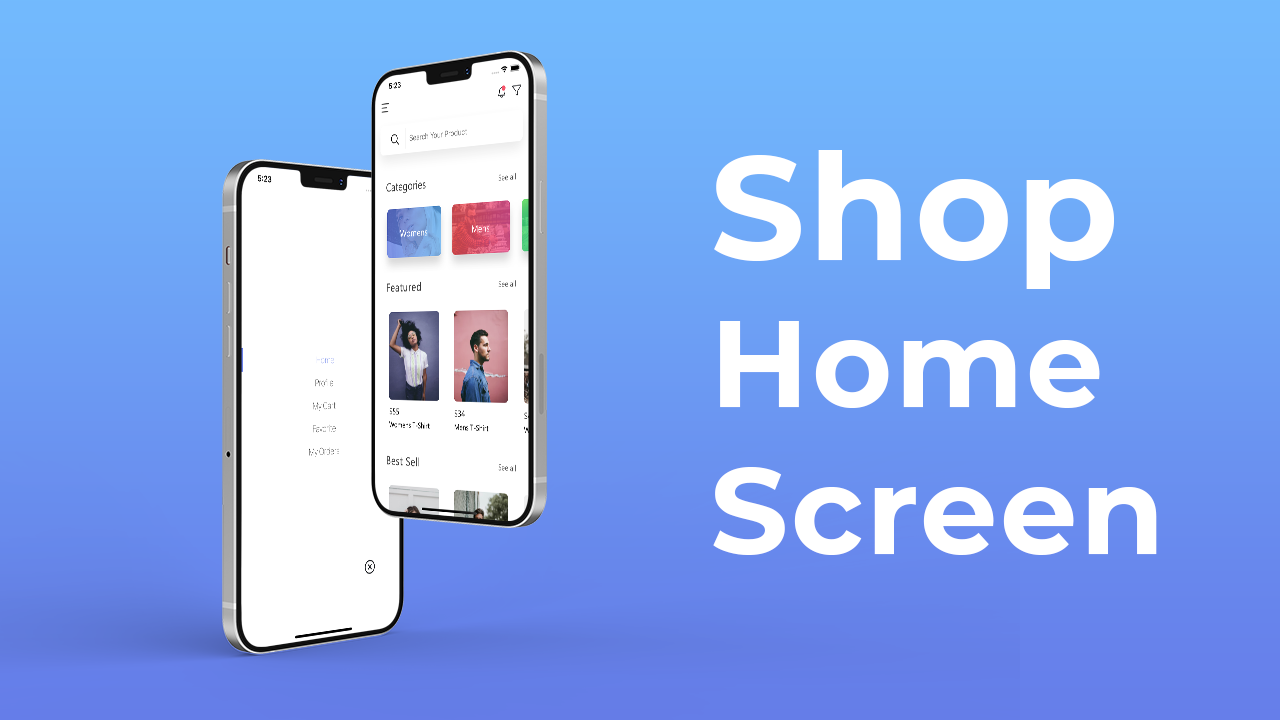 5:23
Search Your Product
Categories
See all
Womens
Mens
Featured
See all
$55
$34
Womens T-Shirt
Mens T-Shirt
Best Sell
See all
5:23
Home
Profile
My Cart
Favorite
My Orders
Shop
Home
Screen